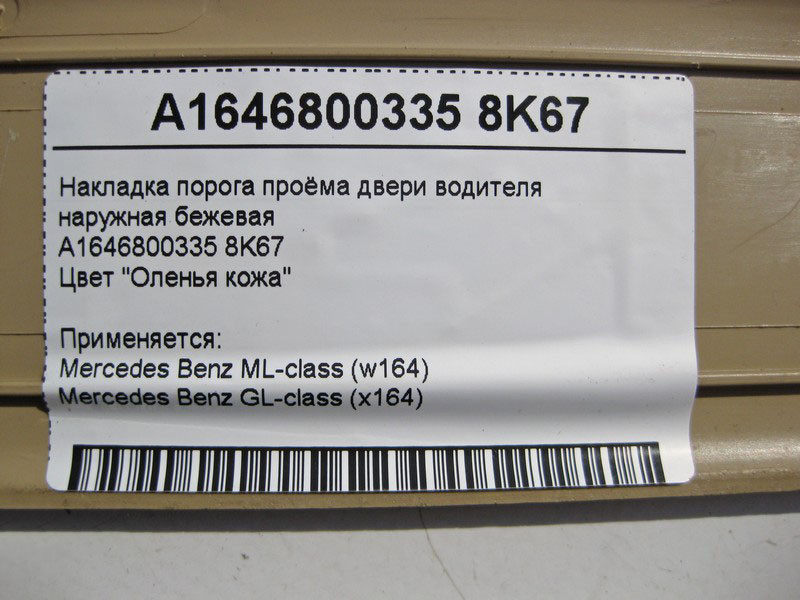 A1646800335 8K67
Накладка порога проёма двери водителя
наружная бежевая
A1646800335 8K67
Цвет "Оленья кожа"
Применяется:
Mercedes Benz ML-class (w164)
Mercedes Benz GL-class (x164)